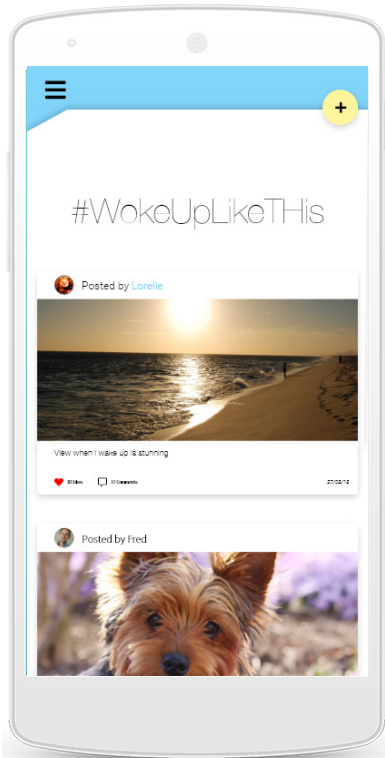 +
#WokeUpLikeTHis
Posted by Lorelie
View when I wake up is stunning
Posted by Fred